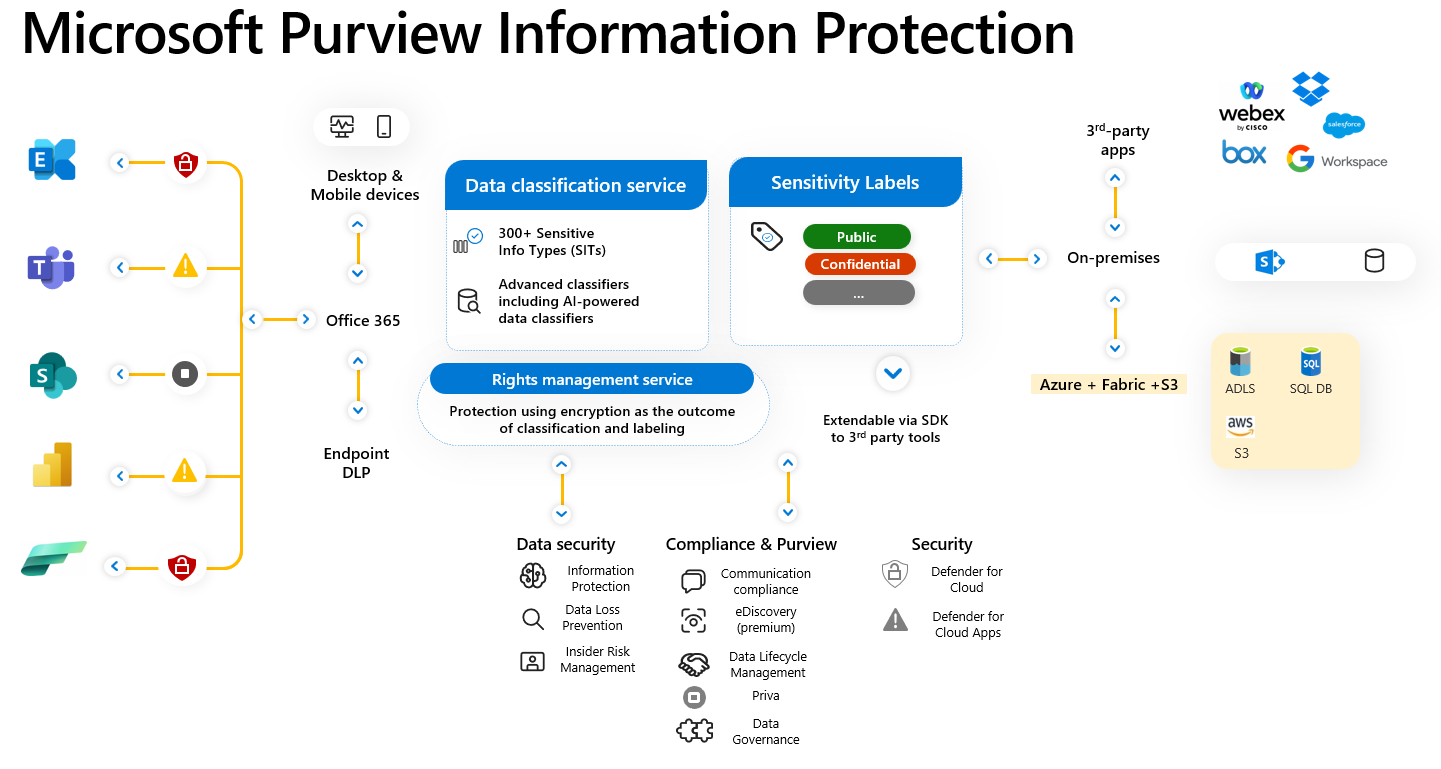 Microsoft Purview Information Protection
E
T
S
Desktop &
Mobile devices
Office 365
Endpoint
DLP
Data classification service
300+ Sensitive
Info Types (SITs)
Advanced classifiers
including AI-powered
data classifiers
Sensitivity Labels
Public
Confidential
...
Rights management service
Protection using encryption as the outcome
of classification and labeling
Extendable via SDK
to 3rd party tools
Data security
Information
Protection
Data Loss
Prevention
Insider Risk
Management
Compliance & Purview
Communication
compliance
eDiscovery
(premium)
Data Lifecycle
Management
Priva
Data
Governance
Security
Defender for
Cloud
Defender for
Cloud Apps
3rd-party
apps
On-premises
Azure + Fabric +S3
webex
by CISCO
salesforce
box
G Workspace
S
ADLS
SQL
SQL DB
aws
S3